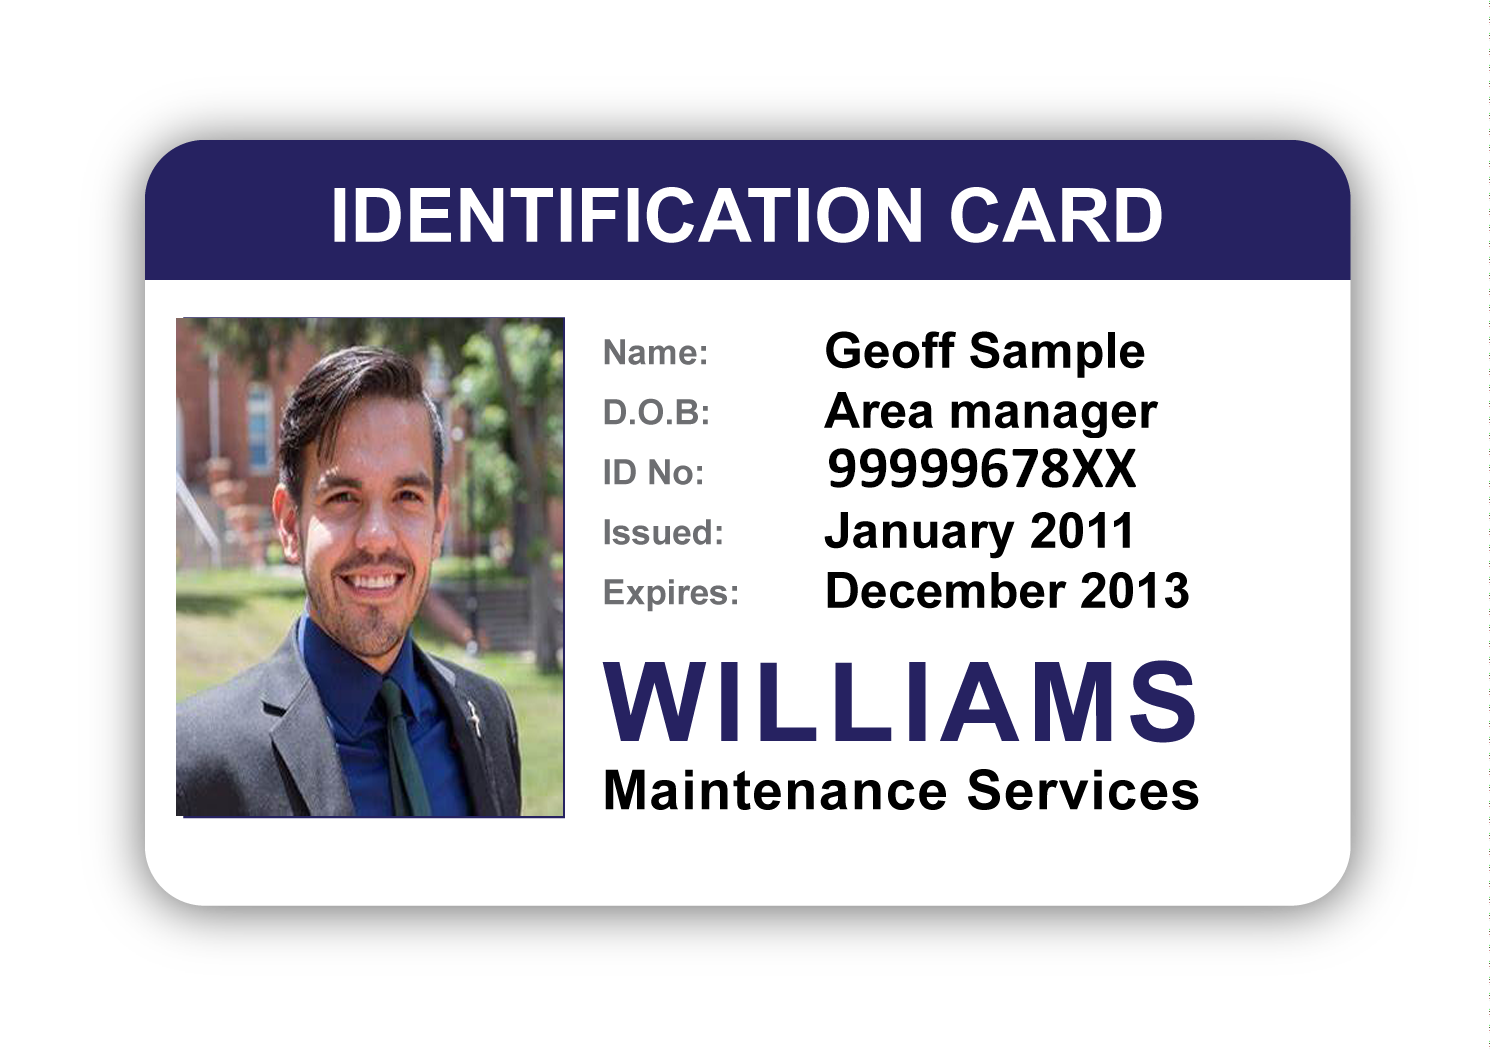 IDENTIFICATION CARD
Name: Geoff Sample
D.O.B: Area manager
ID No: 99999678XX
Issued: January 2011
Expires: December 2013
WILLIAMS
Maintenance Services